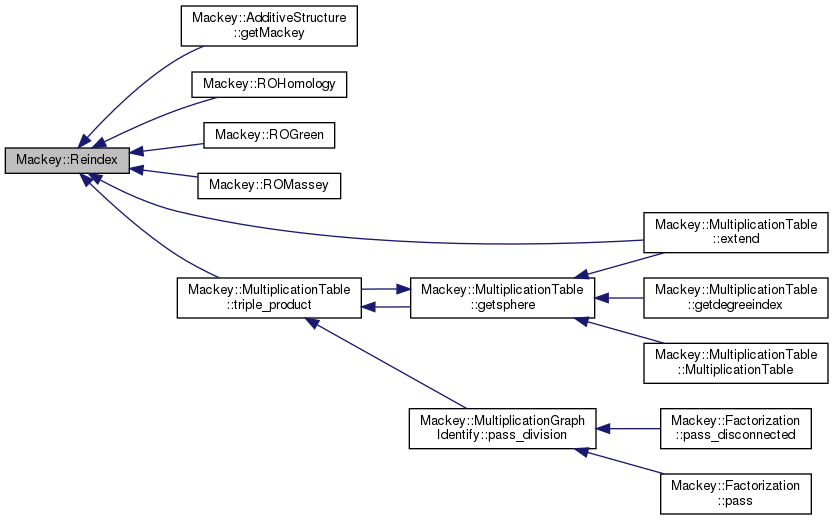 Mackey::AdditiveStructure
::getMackey
Mackey::ROHomology
Mackey::ROGreen
Mackey::Reindex
Mackey::ROMassey
Mackey::MultiplicationTable
::extend
Mackey::MultiplicationTable
::triple_product
Mackey::MultiplicationTable
::getsphere
Mackey::MultiplicationTable
::getdegreeindex
Mackey::MultiplicationTable
::MultiplicationTable
Mackey::MultiplicationGraph
Identify::pass_division
Mackey::Factorization
::pass_disconnected
Mackey::Factorization
::pass